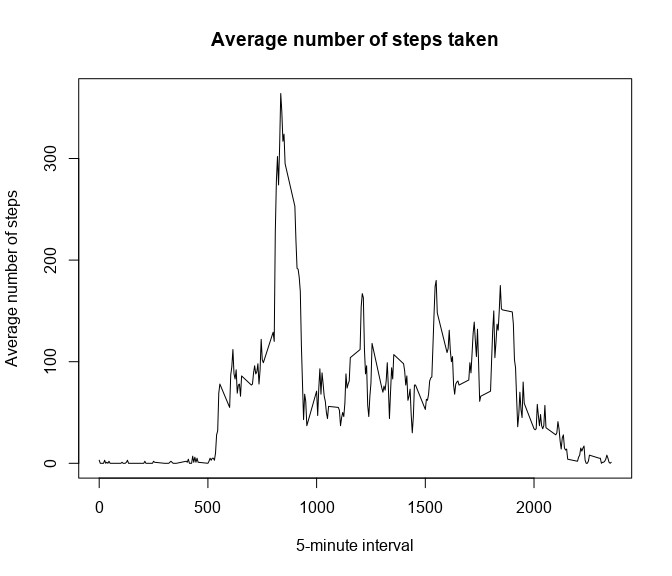 Average number of steps taken
Average number of steps
300
200
100
0
0 500 1000 1500 2000
5-minute interval